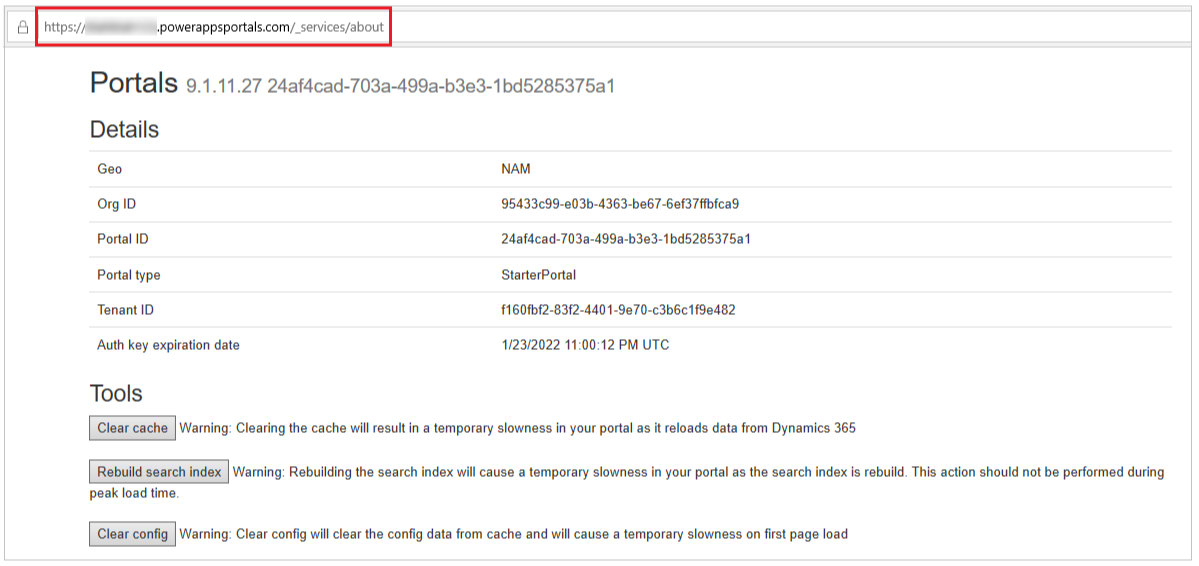 https:// .powerappsportals.com/_services/about
Portals 9.1.11.27 24af4cad-703a-499a-b3e3-1bd5285375a1
Details
Geo NAM
Org ID 95433c99-e03b-4363-be67-6ef37ffbfca9
Portal ID 24af4cad-703a-499a-b3e3-1bd5285375a1
Portal type StarterPortal
Tenant ID f160fbf2-83f2-4401-9e70-c3b6c1f9e482
Auth key expiration date 1/23/2022 11:00:12 PM UTC
Tools
Clear cache Warning: Clearing the cache will result in a temporary slowness in your portal as it reloads data from Dynamics 365
Rebuild search index Warning: Rebuilding the search index will cause a temporary slowness in your portal as the search index is rebuild. This action should not be performed during
peak load time.
Clear config Warning: Clear config will clear the config data from cache and will cause a temporary slowness on first page load